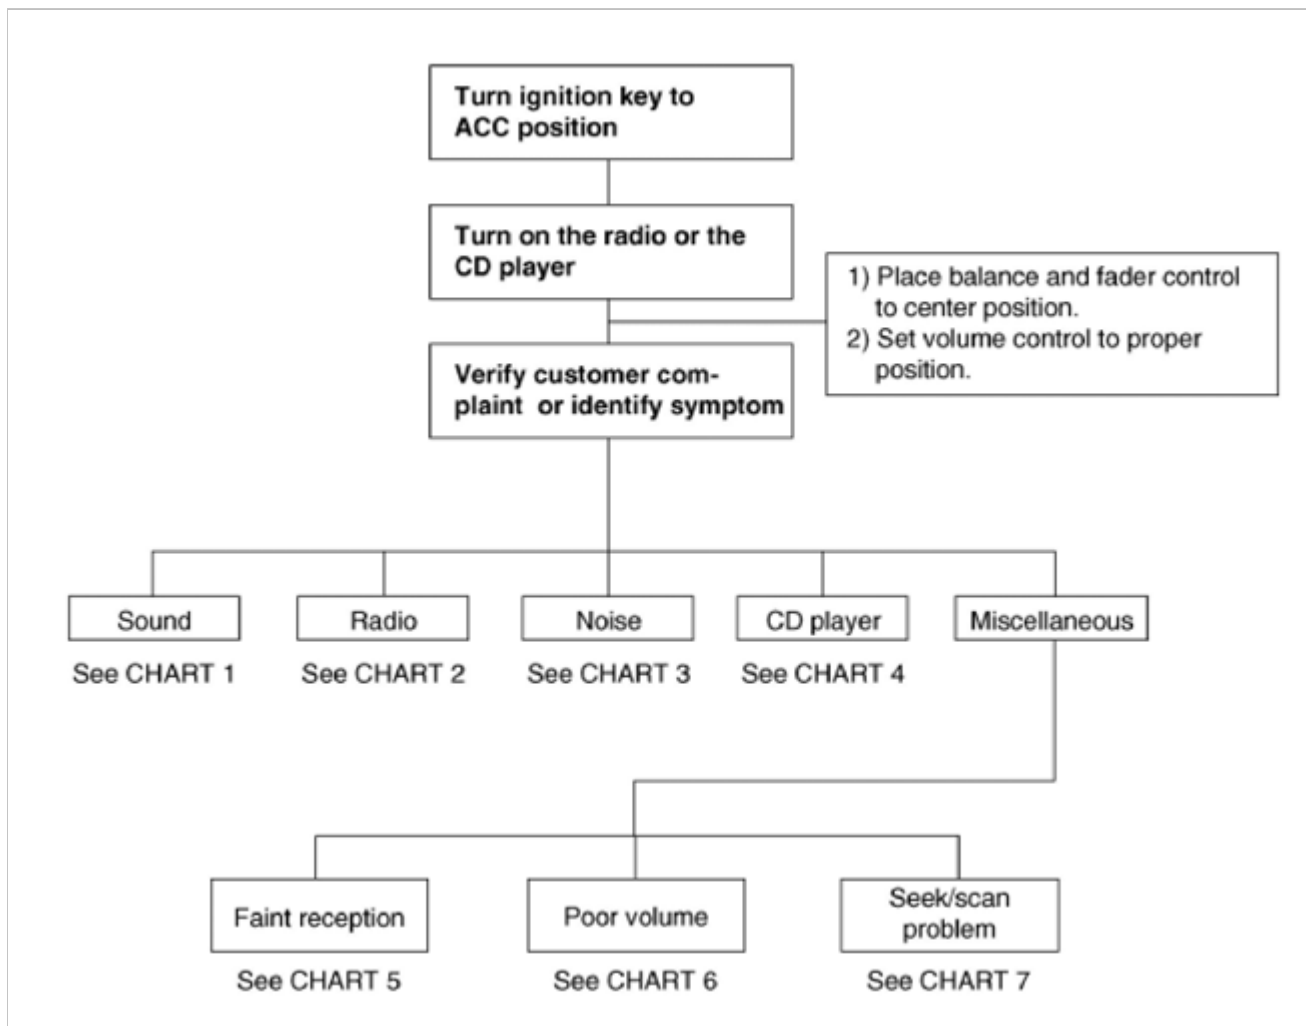 Turn ignition key to
ACC position
Turn on the radio or the
CD player
1) Place balance and fader control
to center position.
2) Set volume control to proper
position.
Verify customer com-
plaint or identify symptom
Sound
Radio
Noise
CD player
Miscellaneous
See CHART 1
See CHART 2
See CHART 3
See CHART 4
Faint reception
Poor volume
Seek/scan
problem
See CHART 5
See CHART 6
See CHART 7